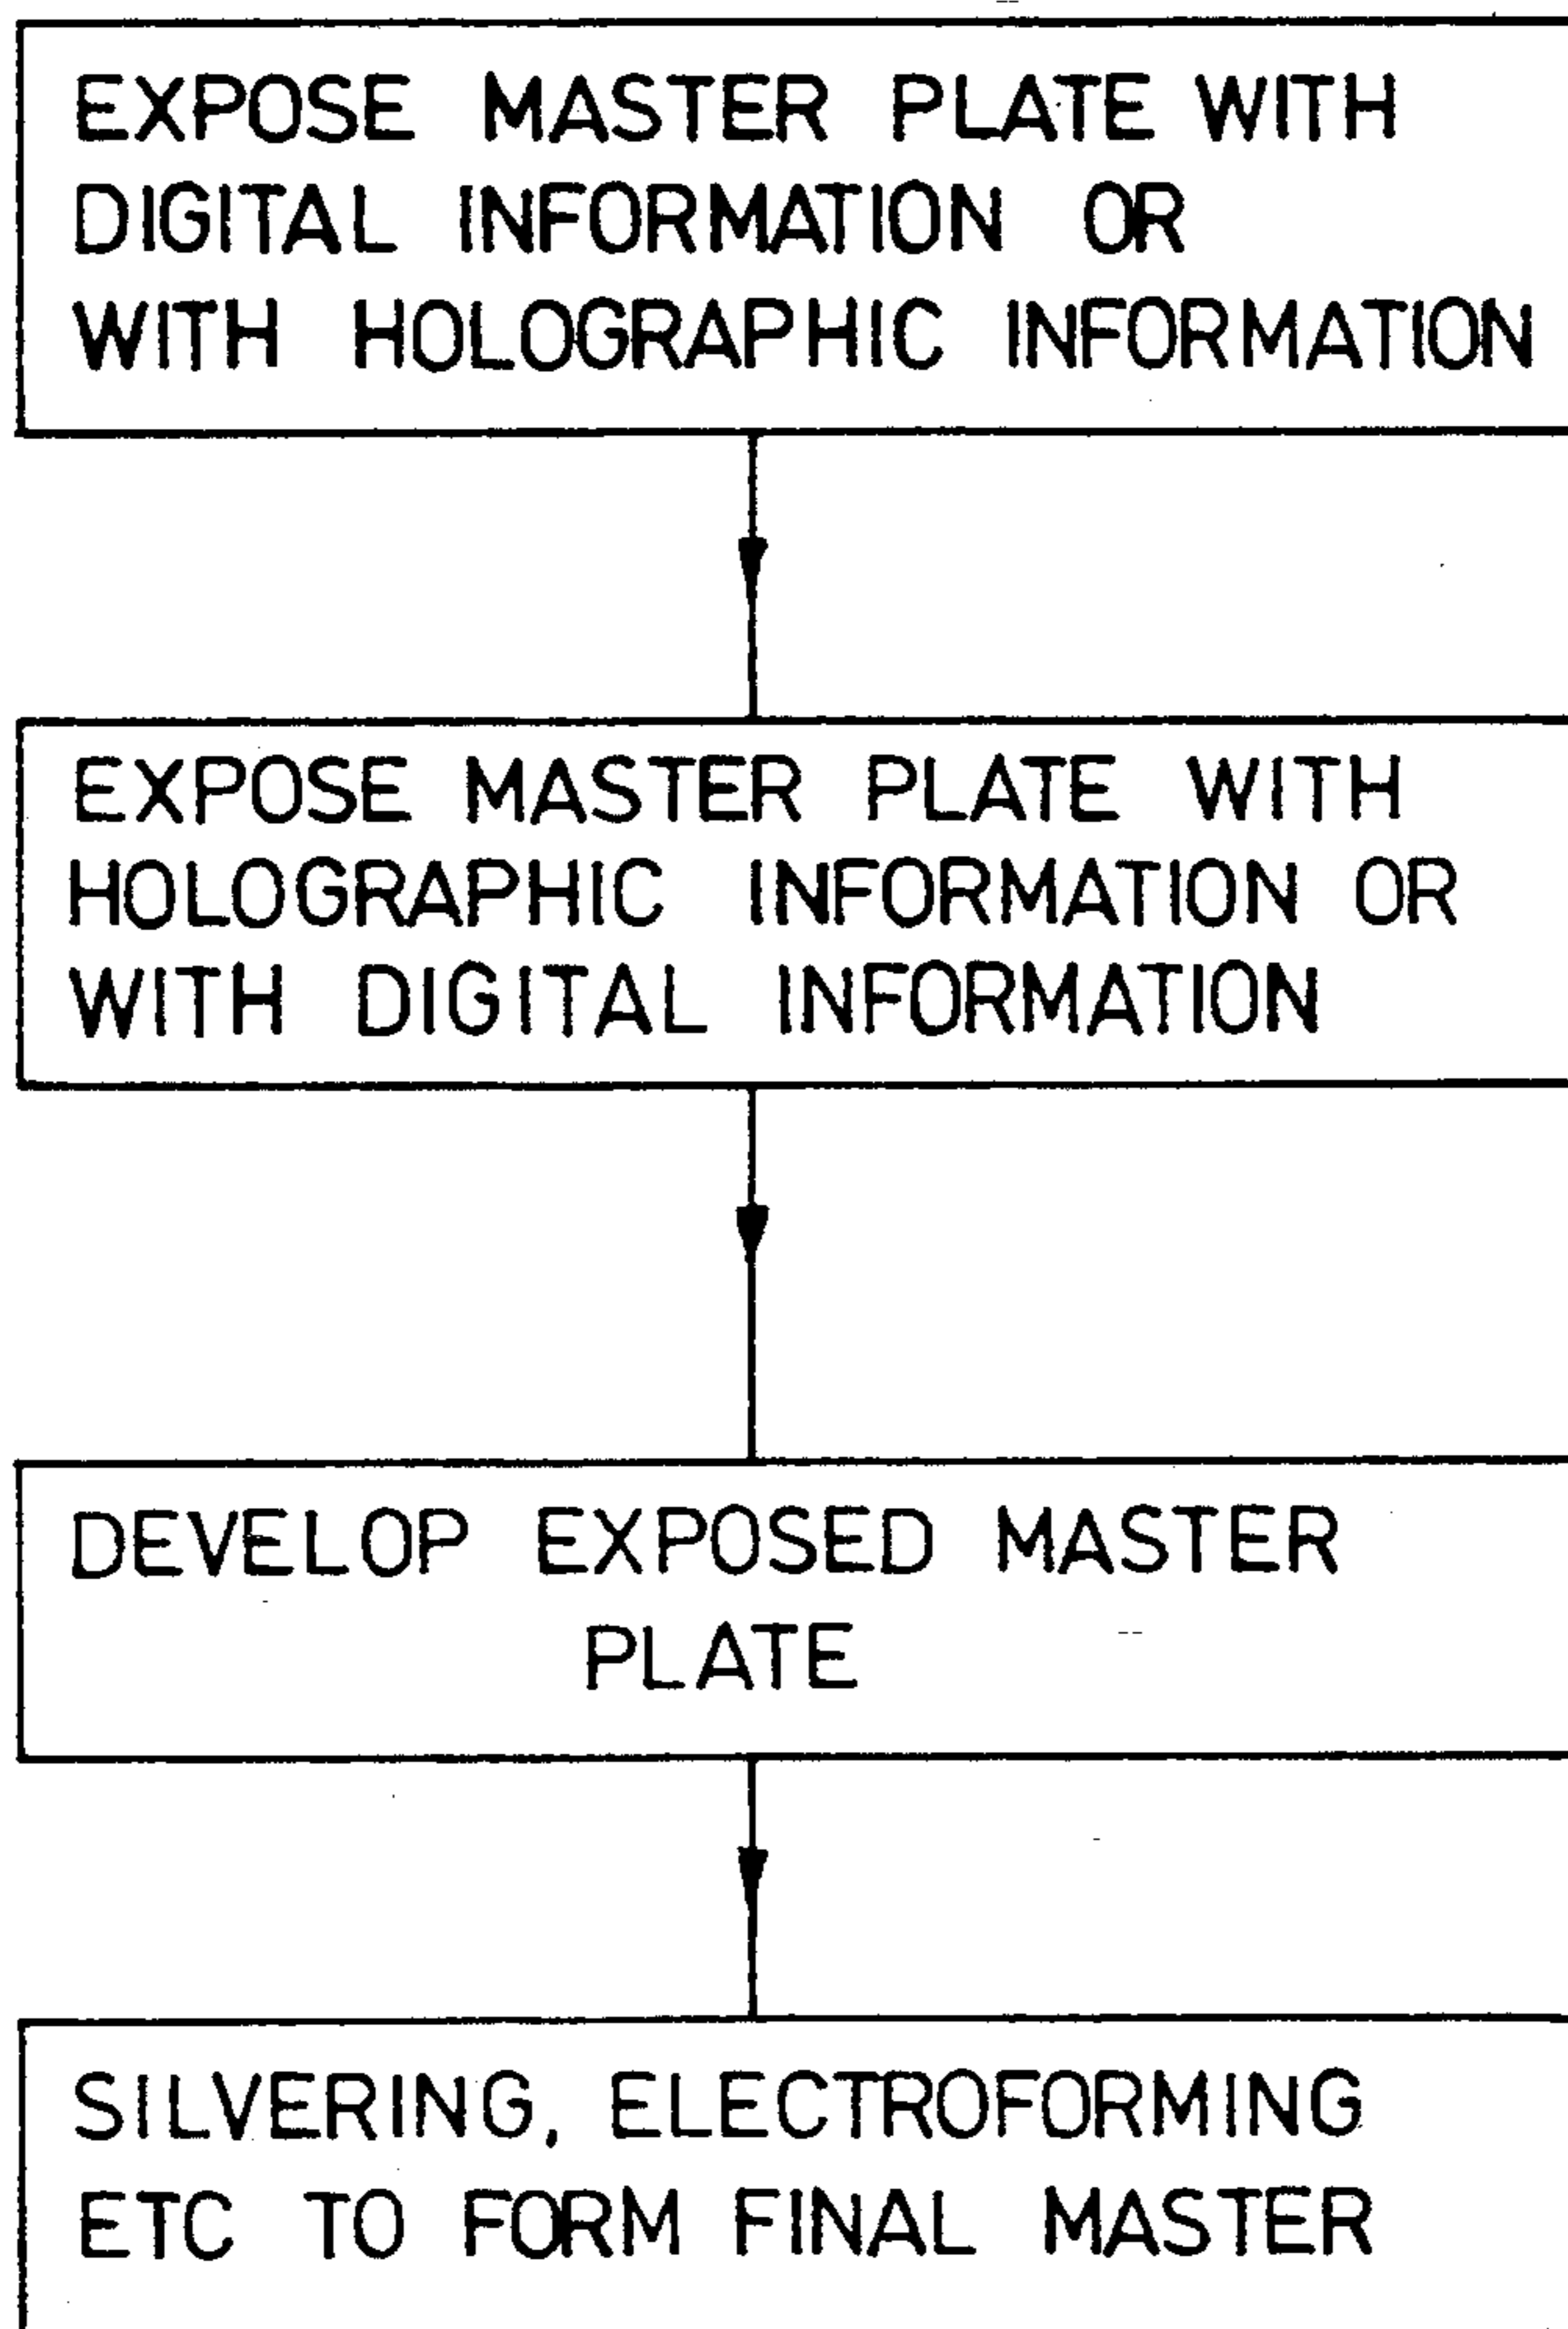 EXPOSE MASTER PLATE WITH
DIGITAL INFORMATION OR
WITH HOLOGRAPHIC INFORMATION
EXPOSE MASTER PLATE WITH
HOLOGRAPHIC INFORMATION OR
WITH DIGITAL INFORMATION
DEVELOP EXPOSED MASTER
PLATE
SILVERING, ELECTROFORMING
ETC TO FORM FINAL MASTER